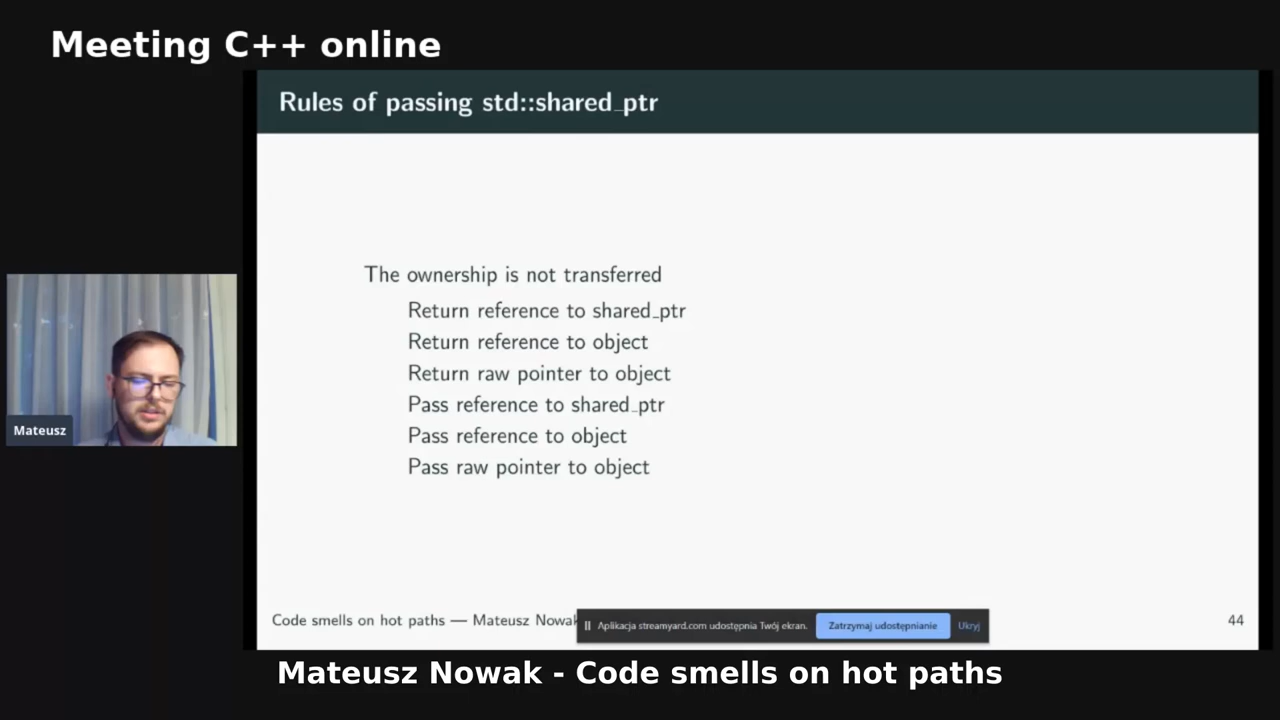 Meeting C++ online
Rules of passing std::shared_ptr
The ownership is not transferred
Return reference to shared_ptr
Return reference to object
Return raw pointer to object
Pass reference to shared_ptr
Pass reference to object
Pass raw pointer to object
Mateusz
Code smells on hot paths — Mateusz Nowak
Aplikacja streamyard.com udostępnia Twój ekran.
Zatrzymaj udostępnianie
Ukryj
44
Mateusz Nowak - Code smells on hot paths